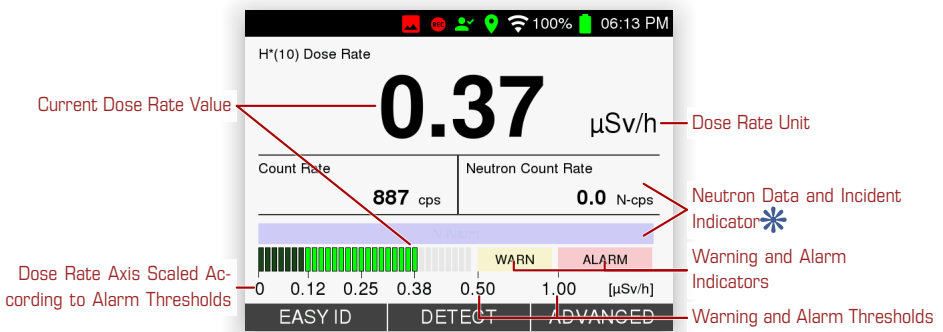 REC 100% 06:13 PM
H*(10) Dose Rate
Current Dose Rate Value
0.37 µSv/h
Dose Rate Unit
Count Rate
887 cps
Neutron Count Rate
0.0 N-cps
Neutron Data and Incident
Indicator
WARN ALARM
Warning and Alarm
Indicators
Dose Rate Axis Scaled Ac-
cording to Alarm Thresholds
0 0.12 0.25 0.38 0.50 1.00 [µSv/h]
Warning and Alarm Thresholds
EASY ID DETECT ADVANCED